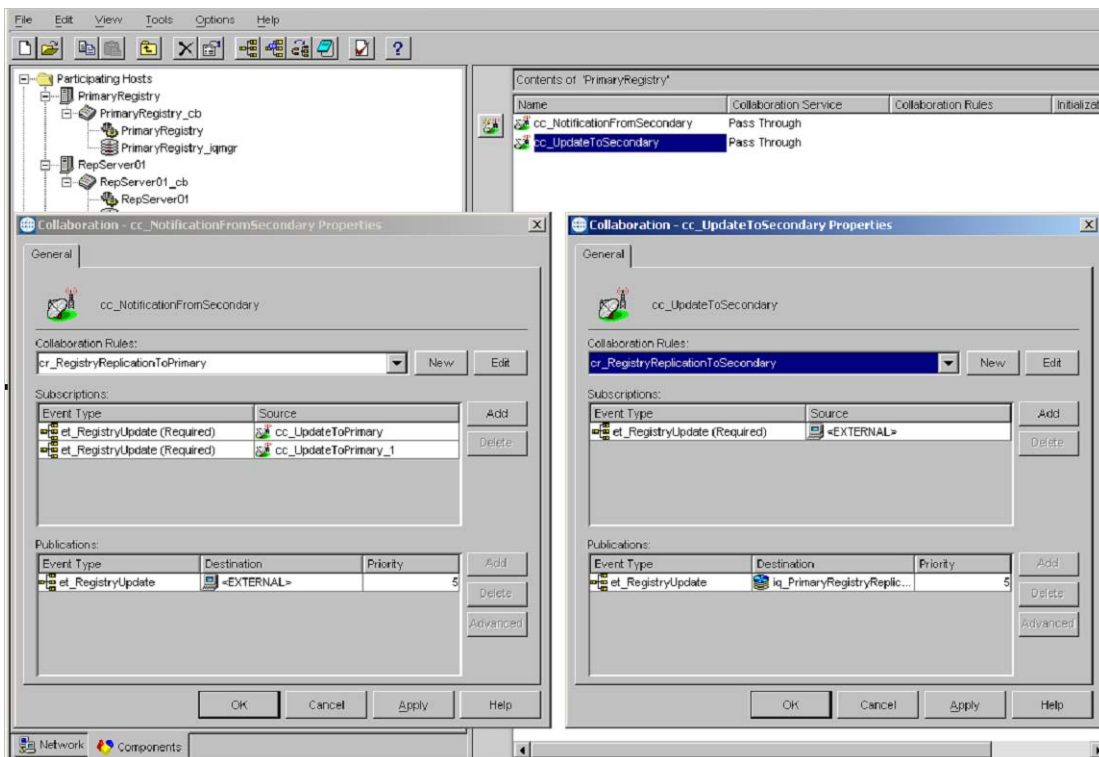 File Edit View Tools Options Help
Participating Hosts
PrimaryRegistry
PrimaryRegistry_cb
PrimaryRegistry
PrimaryRegistry_iqmgr
RepServer01
RepServer01_cb
RepServer01
Contents of 'PrimaryRegistry'
Name Collaboration Service Collaboration Rules
cc_NotificationFromSecondary Pass Through
cc_UpdateToSecondary Pass Through
Collaboration - cc_NotificationFromSecondary Properties
General
cc_NotificationFromSecondary
Collaboration Rules:
cr_RegistryReplicationToPrimary New Edit
Subscriptions:
Event Type Source Add
et_RegistryUpdate (Required) cc_UpdateToPrimary
et_RegistryUpdate (Required) cc_UpdateToPrimary_1 Delete
Publications:
Event Type Destination Priority Add
et_RegistryUpdate <EXTERNAL> 5
Delete
Advanced
OK Cancel Apply Help
Collaboration - cc_UpdateToSecondary Properties
General
cc_UpdateToSecondary
Collaboration Rules:
cr_RegistryReplicationToSecondary New Edit
Subscriptions:
Event Type Source Add
et_RegistryUpdate (Required) <EXTERNAL>
Delete
Publications:
Event Type Destination Priority Add
et_RegistryUpdate iq_PrimaryRegistryReplic... 5
Delete
Advanced
OK Cancel Apply Help
Network Components